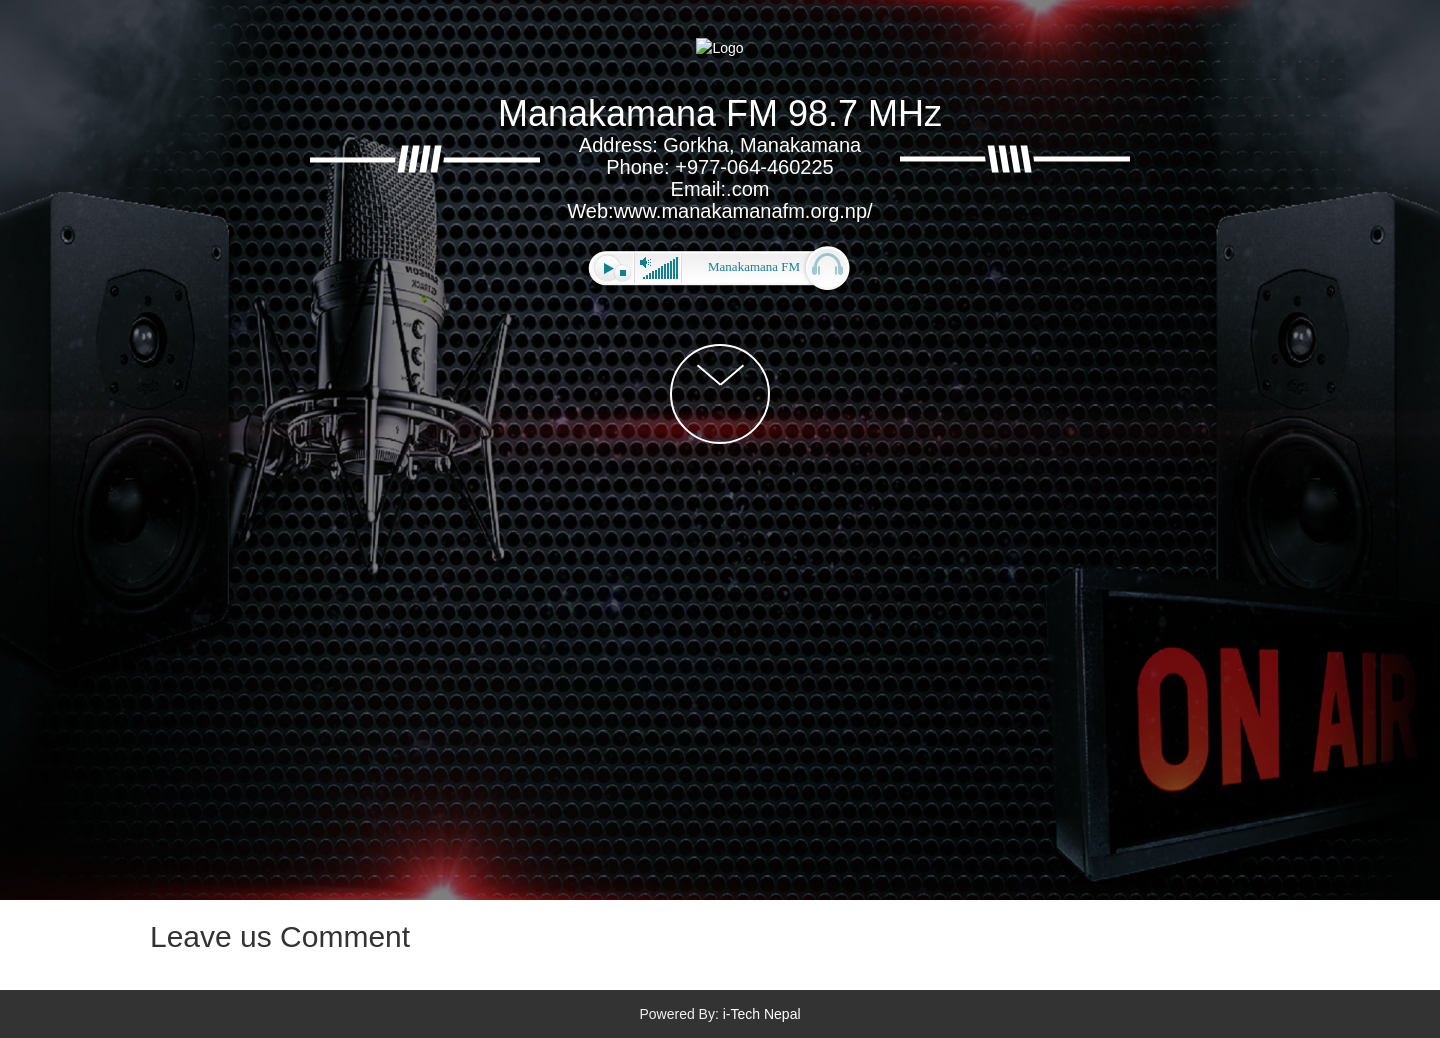 Logo
Manakamana FM 98.7 MHz
Address: Gorkha, Manakamana
Phone: +977-064-460225
Email:.com
Web:www.manakamanafm.org.np/
Manakamana FM
SAMSON
ON AIR
Leave us Comment
Powered By: i-Tech Nepal